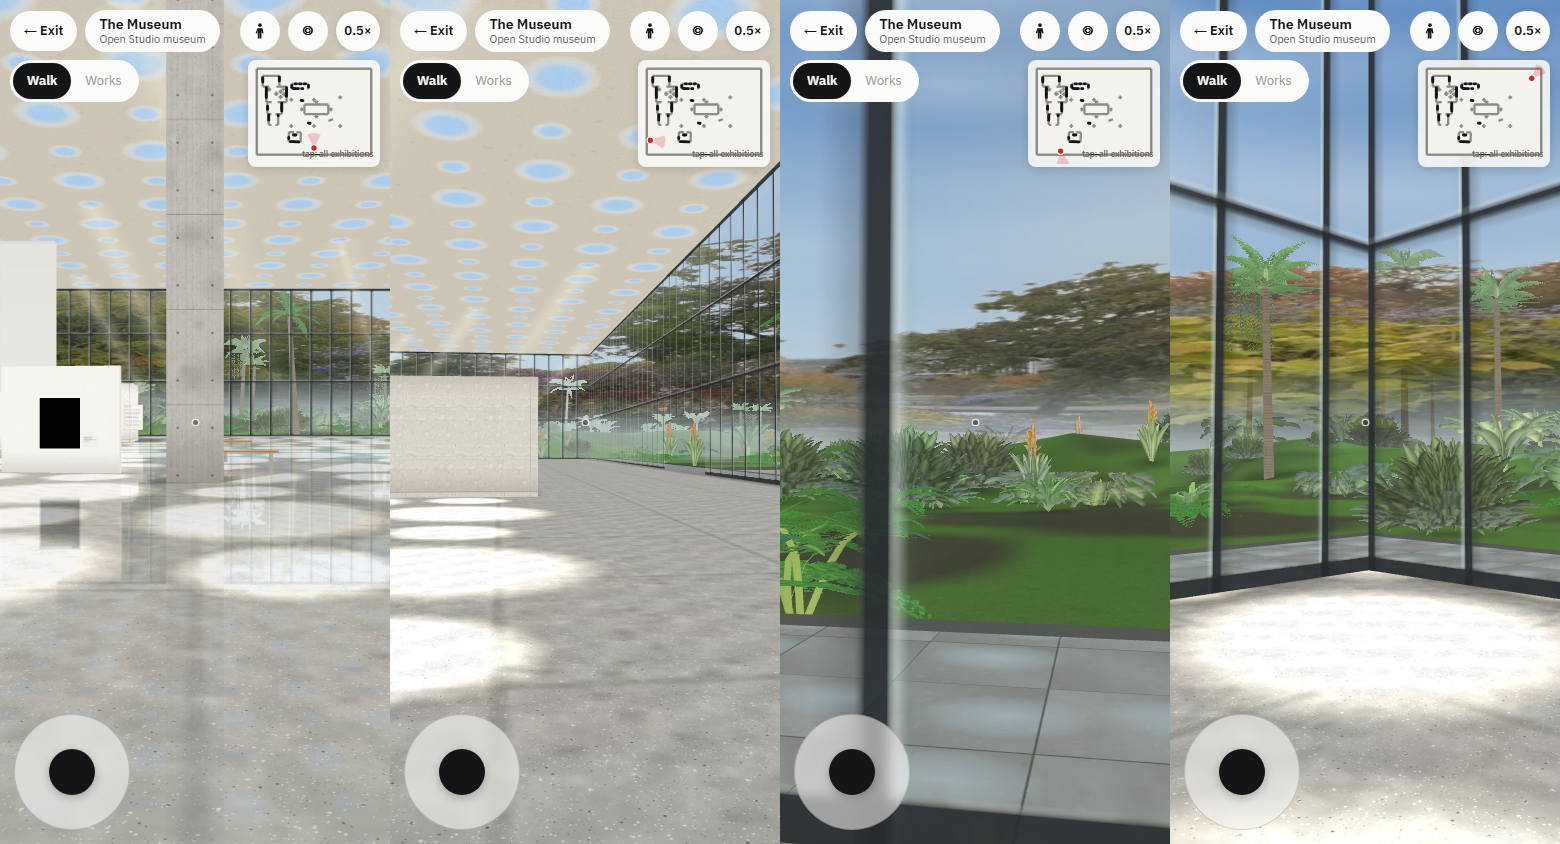 ← Exit
The Museum
Open Studio museum
0.5×
Walk
Works
tap: all exhibitions
← Exit
The Museum
Open Studio museum
0.5×
Walk
Works
tap: all exhibitions
← Exit
The Museum
Open Studio museum
0.5×
Walk
Works
tap: all exhibitions
← Exit
The Museum
Open Studio museum
0.5×
Walk
Works
tap: all exhibitions